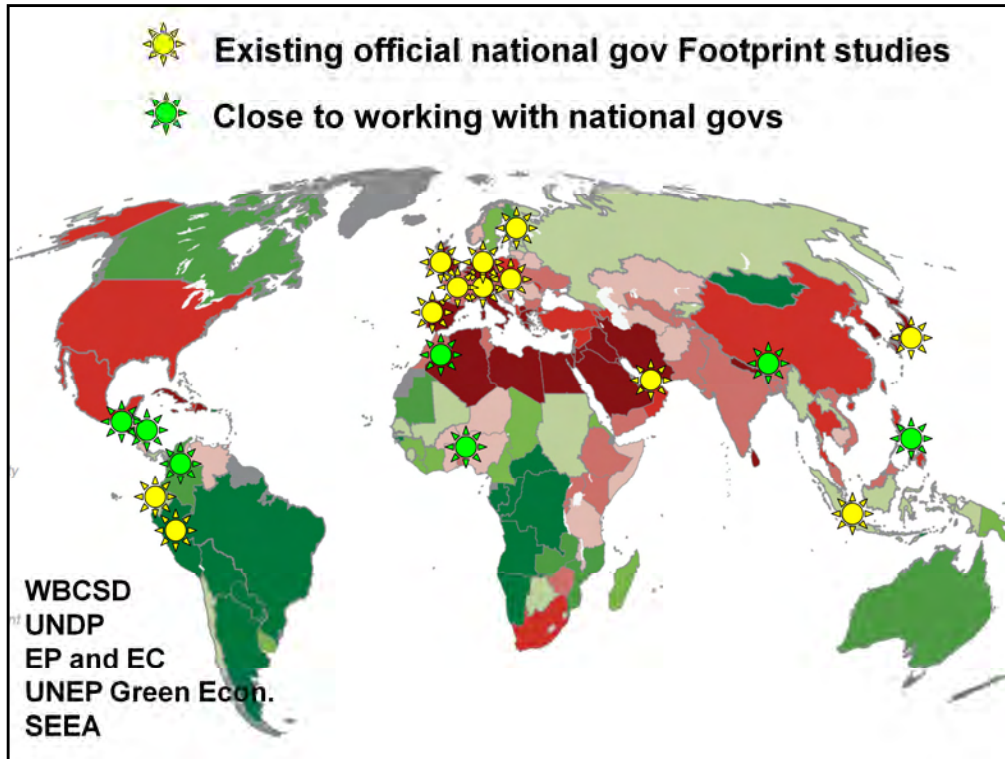 Existing official national gov Footprint studies
Close to working with national govs
WBCSD
UNDP
EP and EC
UNEP Green Econ.
SEEA